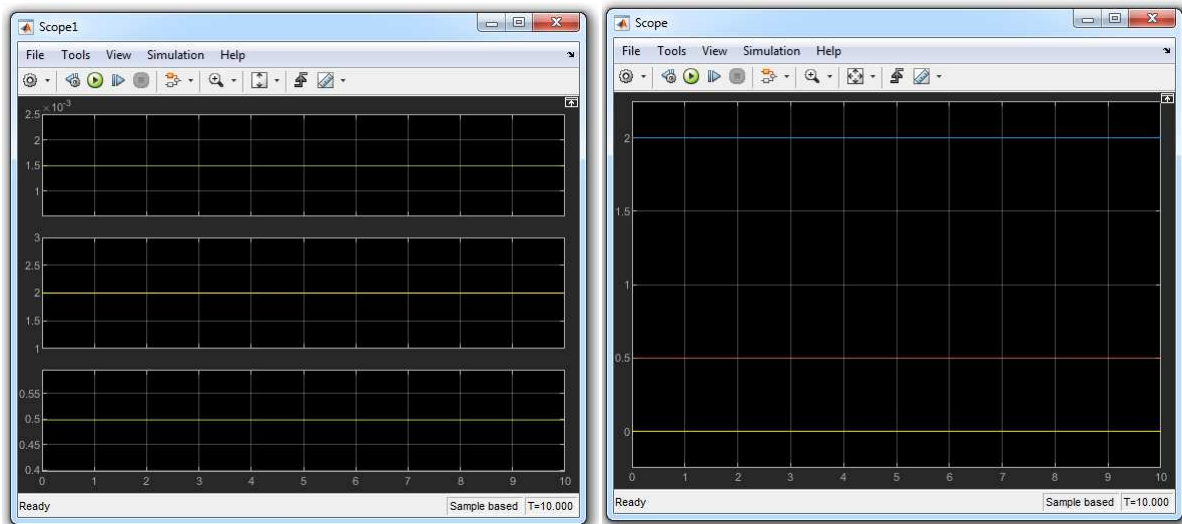 Scope1
File Tools View Simulation Help
×10⁻³
2.5
2
1.5
1
3
2.5
2
1.5
1
0.55
0.5
0.45
0.4
0 1 2 3 4 5 6 7 8 9 10
Ready Sample based T=10.000
Scope
File Tools View Simulation Help
2
1.5
1
0.5
0
0 1 2 3 4 5 6 7 8 9 10
Ready Sample based T=10.000